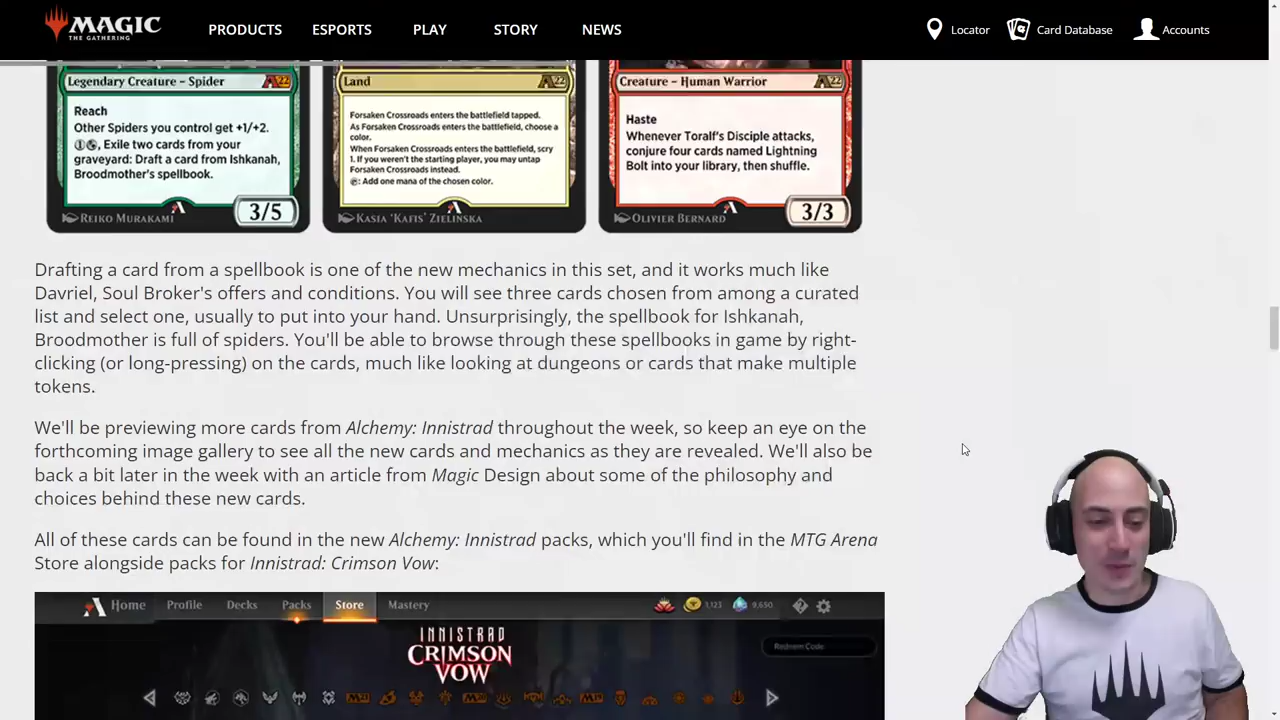 MAGIC
THE GATHERING
PRODUCTS ESPORTS PLAY STORY NEWS
Locator Card Database Accounts
Legendary Creature – Spider
A22
Reach
Other Spiders you control get +1/+2.
1, Exile two cards from your
graveyard: Draft a card from Ishkanah,
Broodmother's spellbook.
REIKO MURAKAMI
3/5
Land
A22
Forsaken Crossroads enters the battlefield tapped.
As Forsaken Crossroads enters the battlefield, choose a
color.
When Forsaken Crossroads enters the battlefield, scry
1. If you weren't the starting player, you may untap
Forsaken Crossroads instead.
: Add one mana of the chosen color.
KASIA 'KAFIS' ZIELIŃSKA
Creature – Human Warrior
A22
Haste
Whenever Toralf's Disciple attacks,
conjure four cards named Lightning
Bolt into your library, then shuffle.
OLIVIER BERNARD
3/3
Drafting a card from a spellbook is one of the new mechanics in this set, and it works much like
Davriel, Soul Broker's offers and conditions. You will see three cards chosen from among a curated
list and select one, usually to put into your hand. Unsurprisingly, the spellbook for Ishkanah,
Broodmother is full of spiders. You'll be able to browse through these spellbooks in game by right-
clicking (or long-pressing) on the cards, much like looking at dungeons or cards that make multiple
tokens.
We'll be previewing more cards from Alchemy: Innistrad throughout the week, so keep an eye on the
forthcoming image gallery to see all the new cards and mechanics as they are revealed. We'll also be
back a bit later in the week with an article from Magic Design about some of the philosophy and
choices behind these new cards.
All of these cards can be found in the new Alchemy: Innistrad packs, which you'll find in the MTG Arena
Store alongside packs for Innistrad: Crimson Vow:
Home Profile Decks Packs Store Mastery 1,123 9,650
INNISTRAD
CRIMSON
VOW
Redeem Code